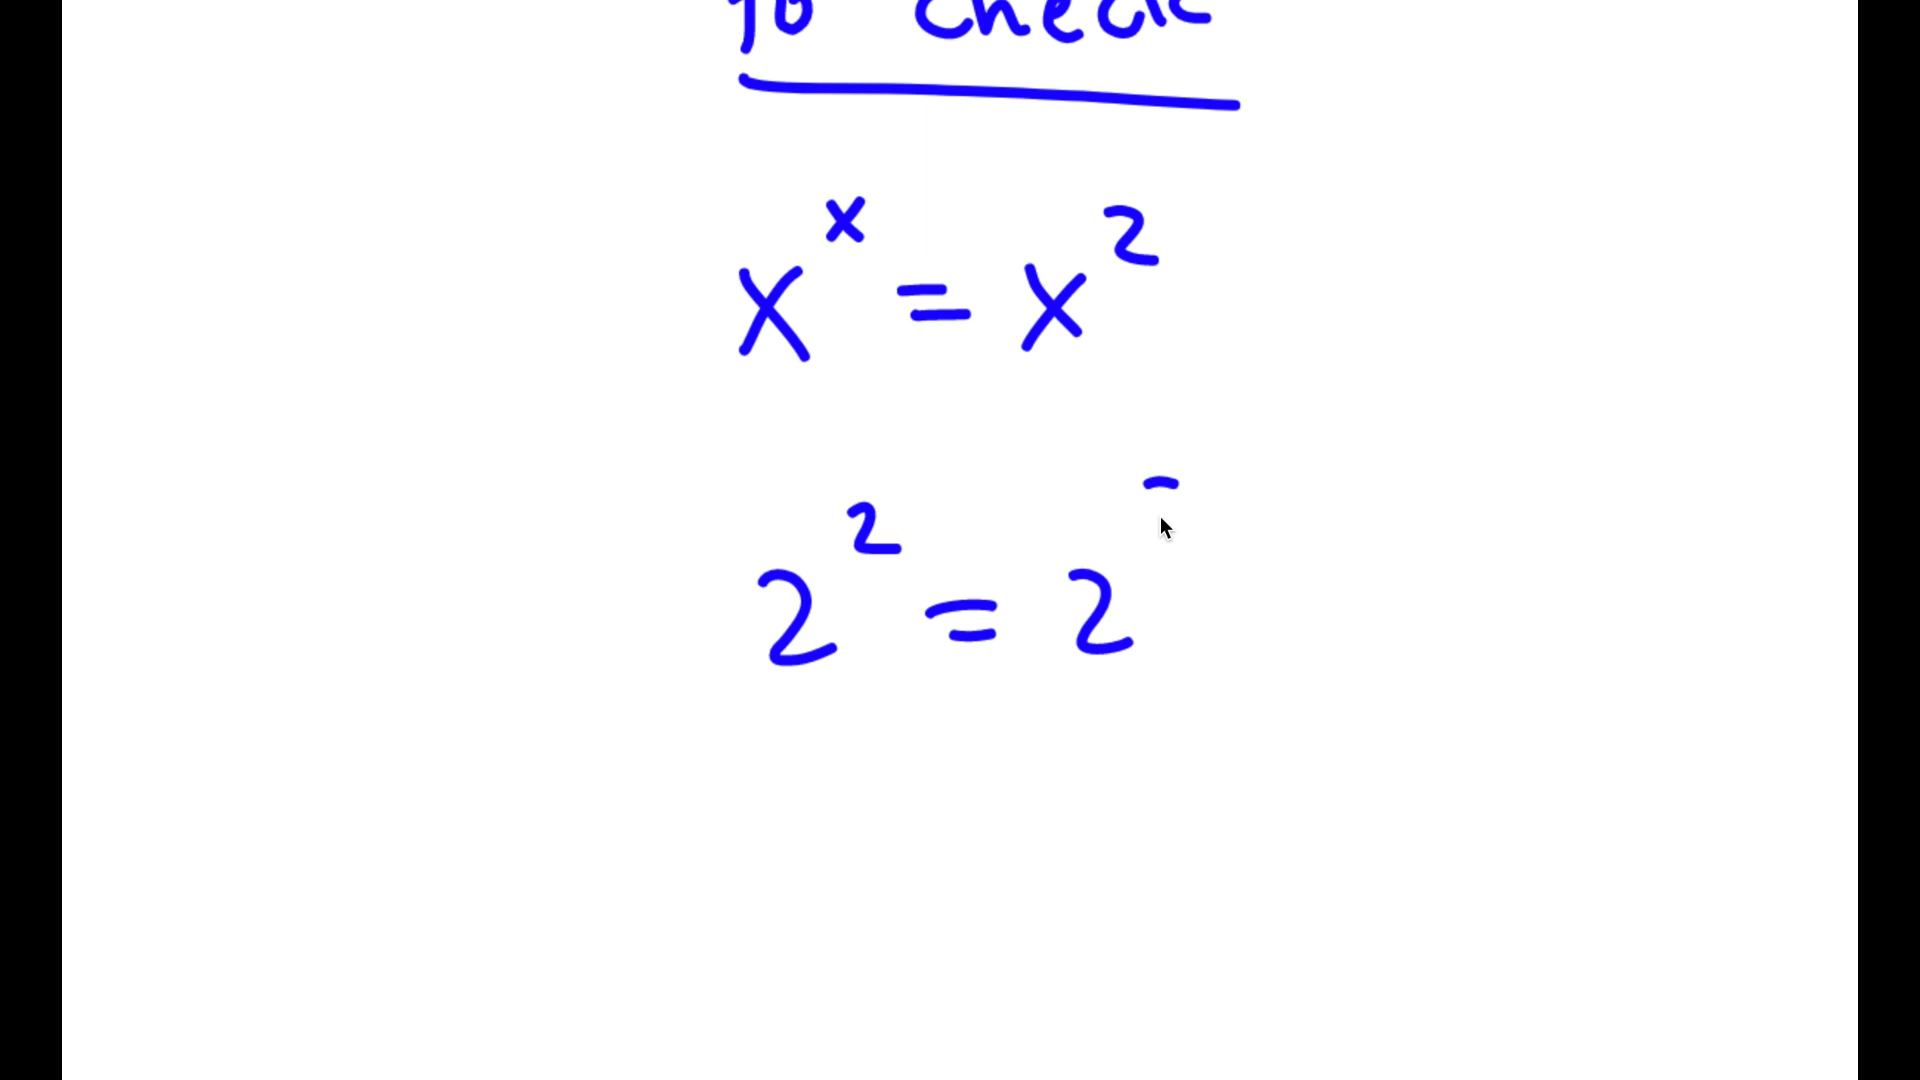 To check
x^x = x^2
2^2 = 2^-